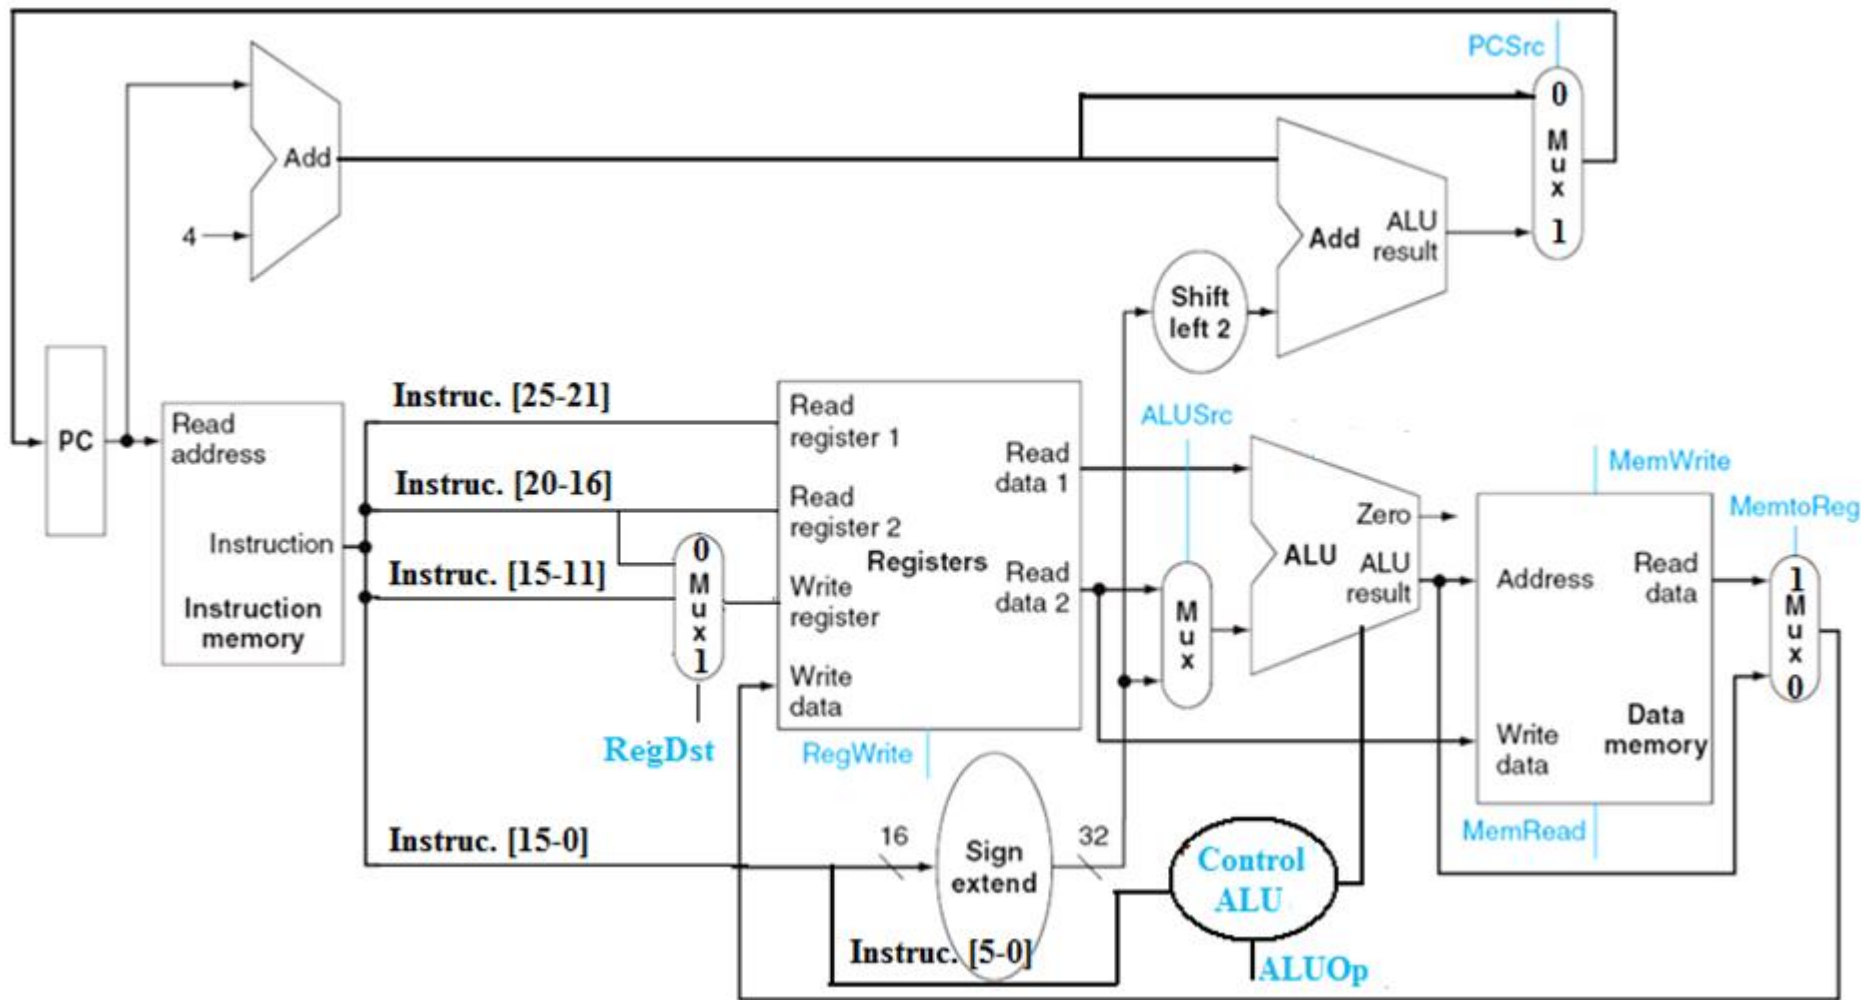 PCSrc
0
M
u
x
1
Add
4
Add
ALU
result
Shift
left 2
PC
Read
address
Instruction
Instruction
memory
Instruc. [25-21]
Instruc. [20-16]
Instruc. [15-11]
0
M
u
x
1
RegDst
Read
register 1
Read
register 2
Write
register
Write
data
Registers
Read
data 1
Read
data 2
RegWrite
ALUSrc
M
u
x
ALU
Zero
ALU
result
MemWrite
Address
Read
data
Write
data
Data
memory
MemRead
MemtoReg
1
M
u
x
0
Instruc. [15-0]
16
Sign
extend
32
Instruc. [5-0]
Control
ALU
ALUOp